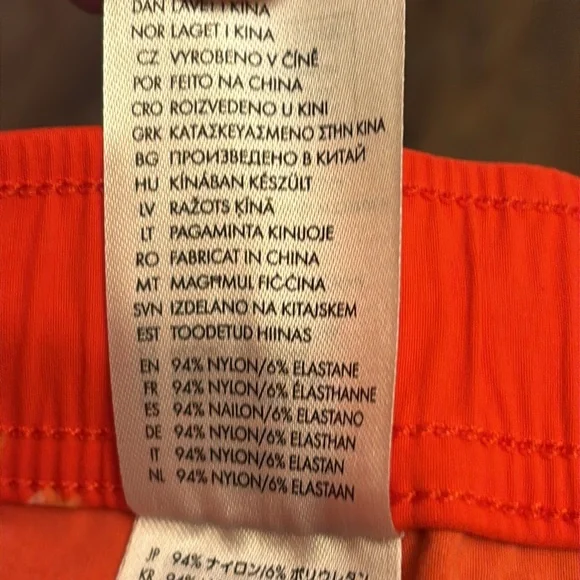 DAN LAVET I KINA
NOR LAGET I KINA
CZ VYROBENO V ČÍNĚ
POR FEITO NA CHINA
CRO ROIZVEDENO U KINI
GRK ΚΑΤΑΣΚΕΥΑΣΜΕΝΟ ΣΤΗΝ ΚΙΝΑ
BG ПРОИЗВЕДЕНО В КИТАЙ
HU KÍNÁBAN KÉSZÜLT
LV RAŽOTS ĶĪNĀ
LT PAGAMINTA KINIJOJE
RO FABRICAT IN CHINA
MT MAGĦMUL FIĊ-ĊINA
SVN IZDELANO NA KITAJSKEM
EST TOODETUD HIINAS
EN 94% NYLON/6% ELASTANE
FR 94% NYLON/6% ÉLASTHANNE
ES 94% NAILON/6% ELASTANO
DE 94% NYLON/6% ELASTHAN
IT 94% NYLON/6% ELASTAN
NL 94% NYLON/6% ELASTAAN
JP 94% ナイロン/6% ポリウレタン
KR 94%